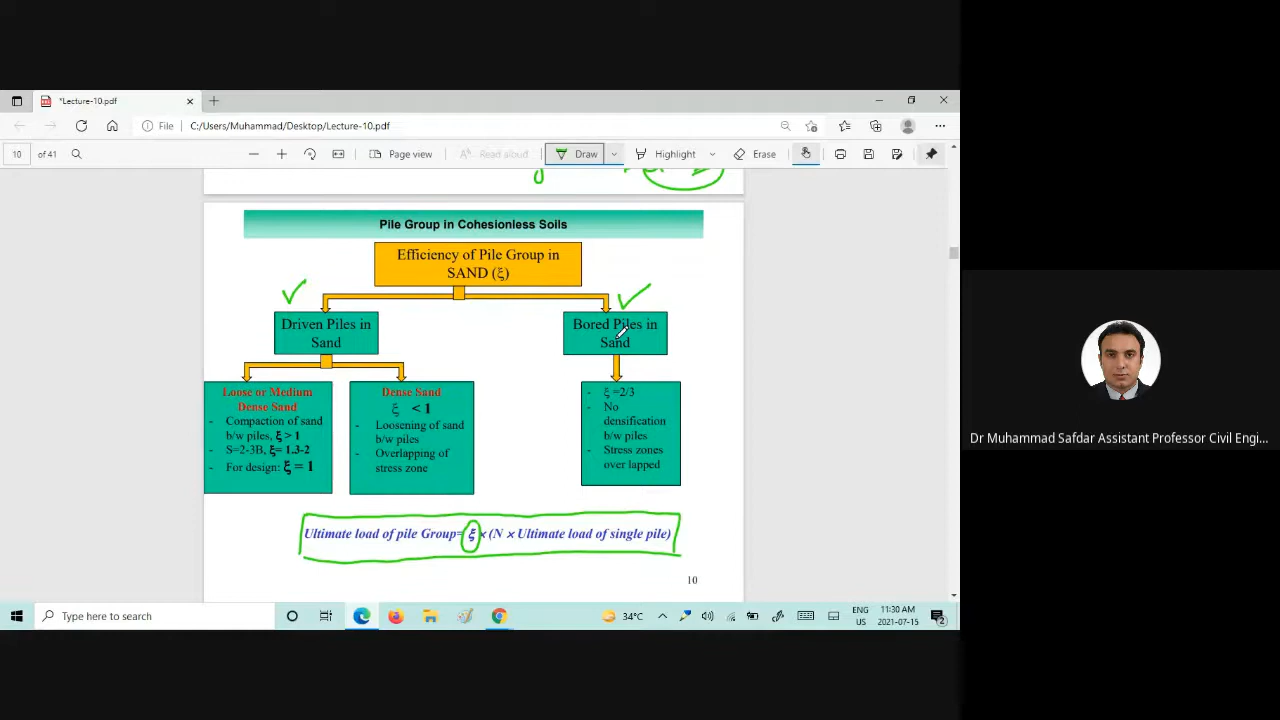 *Lecture-10.pdf
File C:/Users/Muhammad/Desktop/Lecture-10.pdf
10 of 41 Page view Read aloud Draw Highlight Erase
Pile Group in Cohesionless Soils
Efficiency of Pile Group in
SAND (ξ)
Driven Piles in
Sand
Bored Piles in
Sand
Loose or Medium
Dense Sand
- Compaction of sand
b/w piles, ξ > 1
- S=2-3B, ξ= 1.3-2
- For design: ξ = 1
Dense Sand
ξ < 1
- Loosening of sand
b/w piles
- Overlapping of
stress zone
- ξ =2/3
- No
densification
b/w piles
- Stress zones
over lapped
Ultimate load of pile Group= ξ × (N × Ultimate load of single pile)
10
Dr Muhammad Safdar Assistant Professor Civil Engi...
Type here to search
34°C
ENG
US
11:30 AM
2021-07-15
2